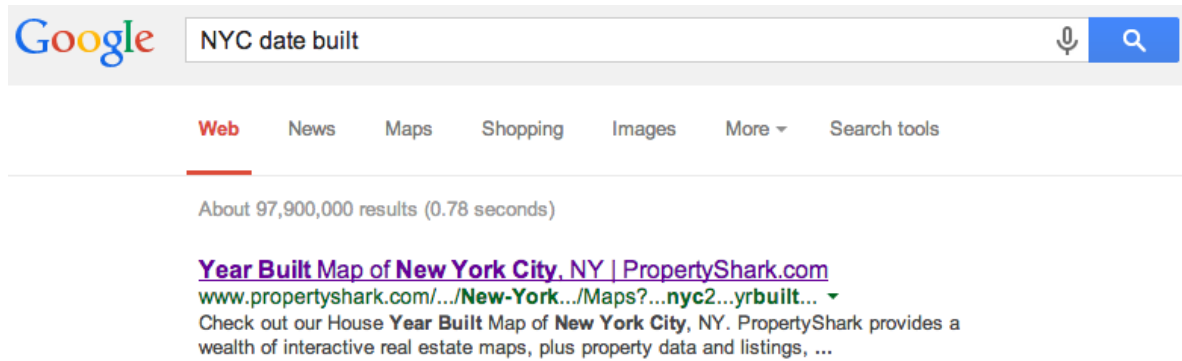 Google NYC date built
Web News Maps Shopping Images More Search tools
About 97,900,000 results (0.78 seconds)
Year Built Map of New York City, NY | PropertyShark.com
www.propertyshark.com/.../New-York.../Maps?...nyc2...yrbuilt...
Check out our House Year Built Map of New York City, NY. PropertyShark provides a
wealth of interactive real estate maps, plus property data and listings, ...